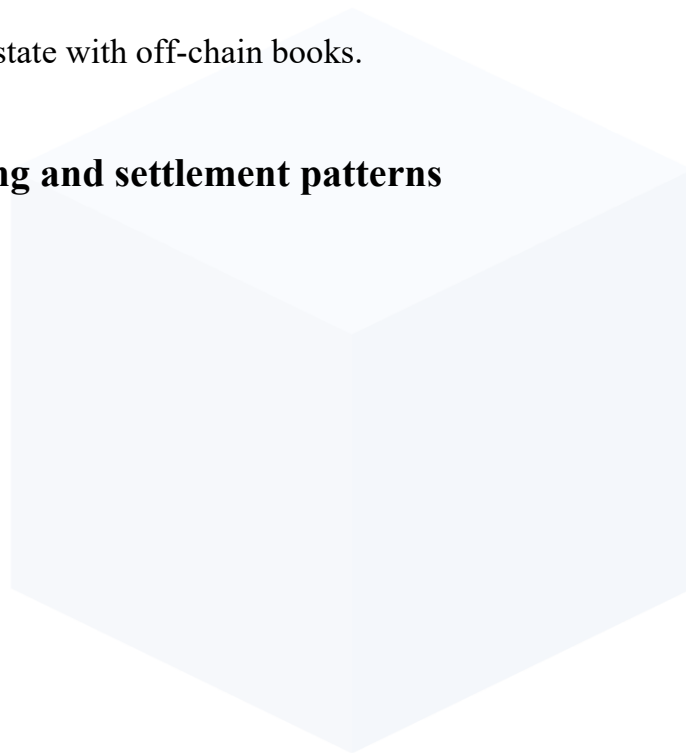 state with off-chain books.
ng and settlement patterns